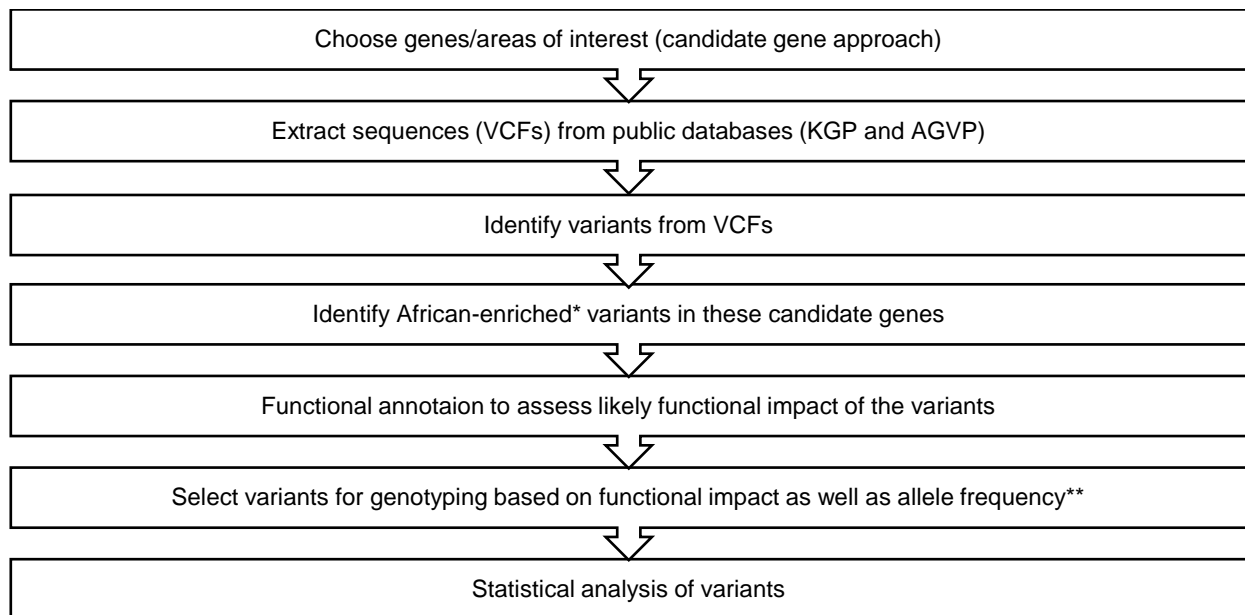 Choose genes/areas of interest (candidate gene approach)
Extract sequences (VCFs) from public databases (KGP and AGVP)
Identify variants from VCFs
Identify African-enriched* variants in these candidate genes
Functional annotaion to assess likely functional impact of the variants
Select variants for genotyping based on functional impact as well as allele frequency**
Statistical analysis of variants